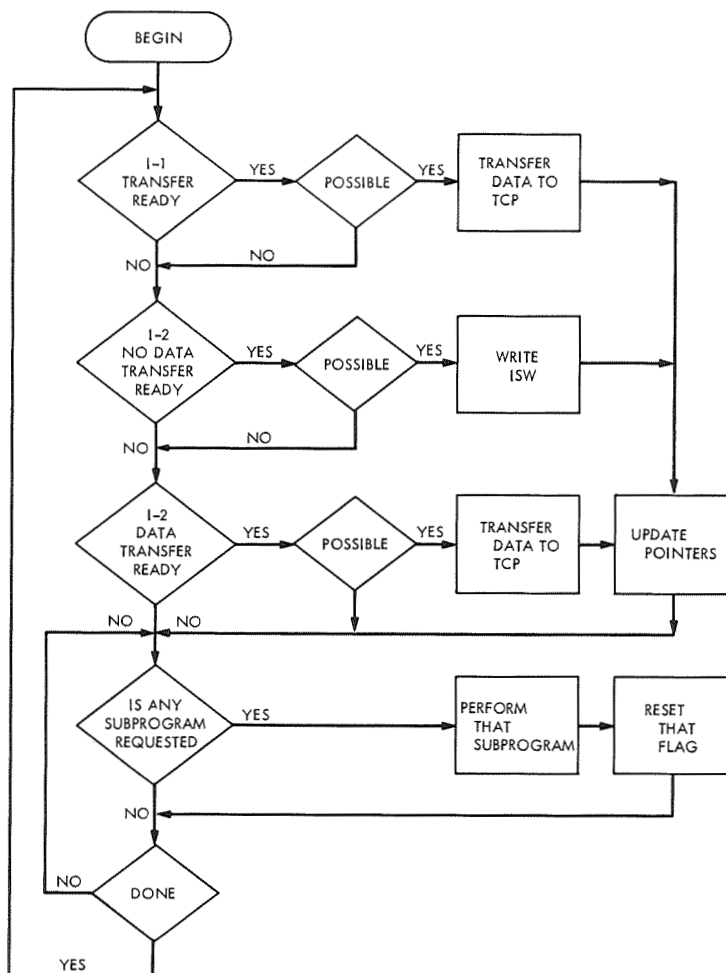 BEGIN
I-1
TRANSFER
READY
YES
POSSIBLE
YES
TRANSFER
DATA TO
TCP
NO
NO
I-2
NO DATA
TRANSFER
READY
YES
POSSIBLE
YES
WRITE
ISW
NO
NO
I-2
DATA
TRANSFER
READY
YES
POSSIBLE
YES
TRANSFER
DATA TO
TCP
UPDATE
POINTERS
NO
NO
IS ANY
SUBPROGRAM
REQUESTED
YES
PERFORM
THAT
SUBPROGRAM
RESET
THAT
FLAG
NO
NO
DONE
YES